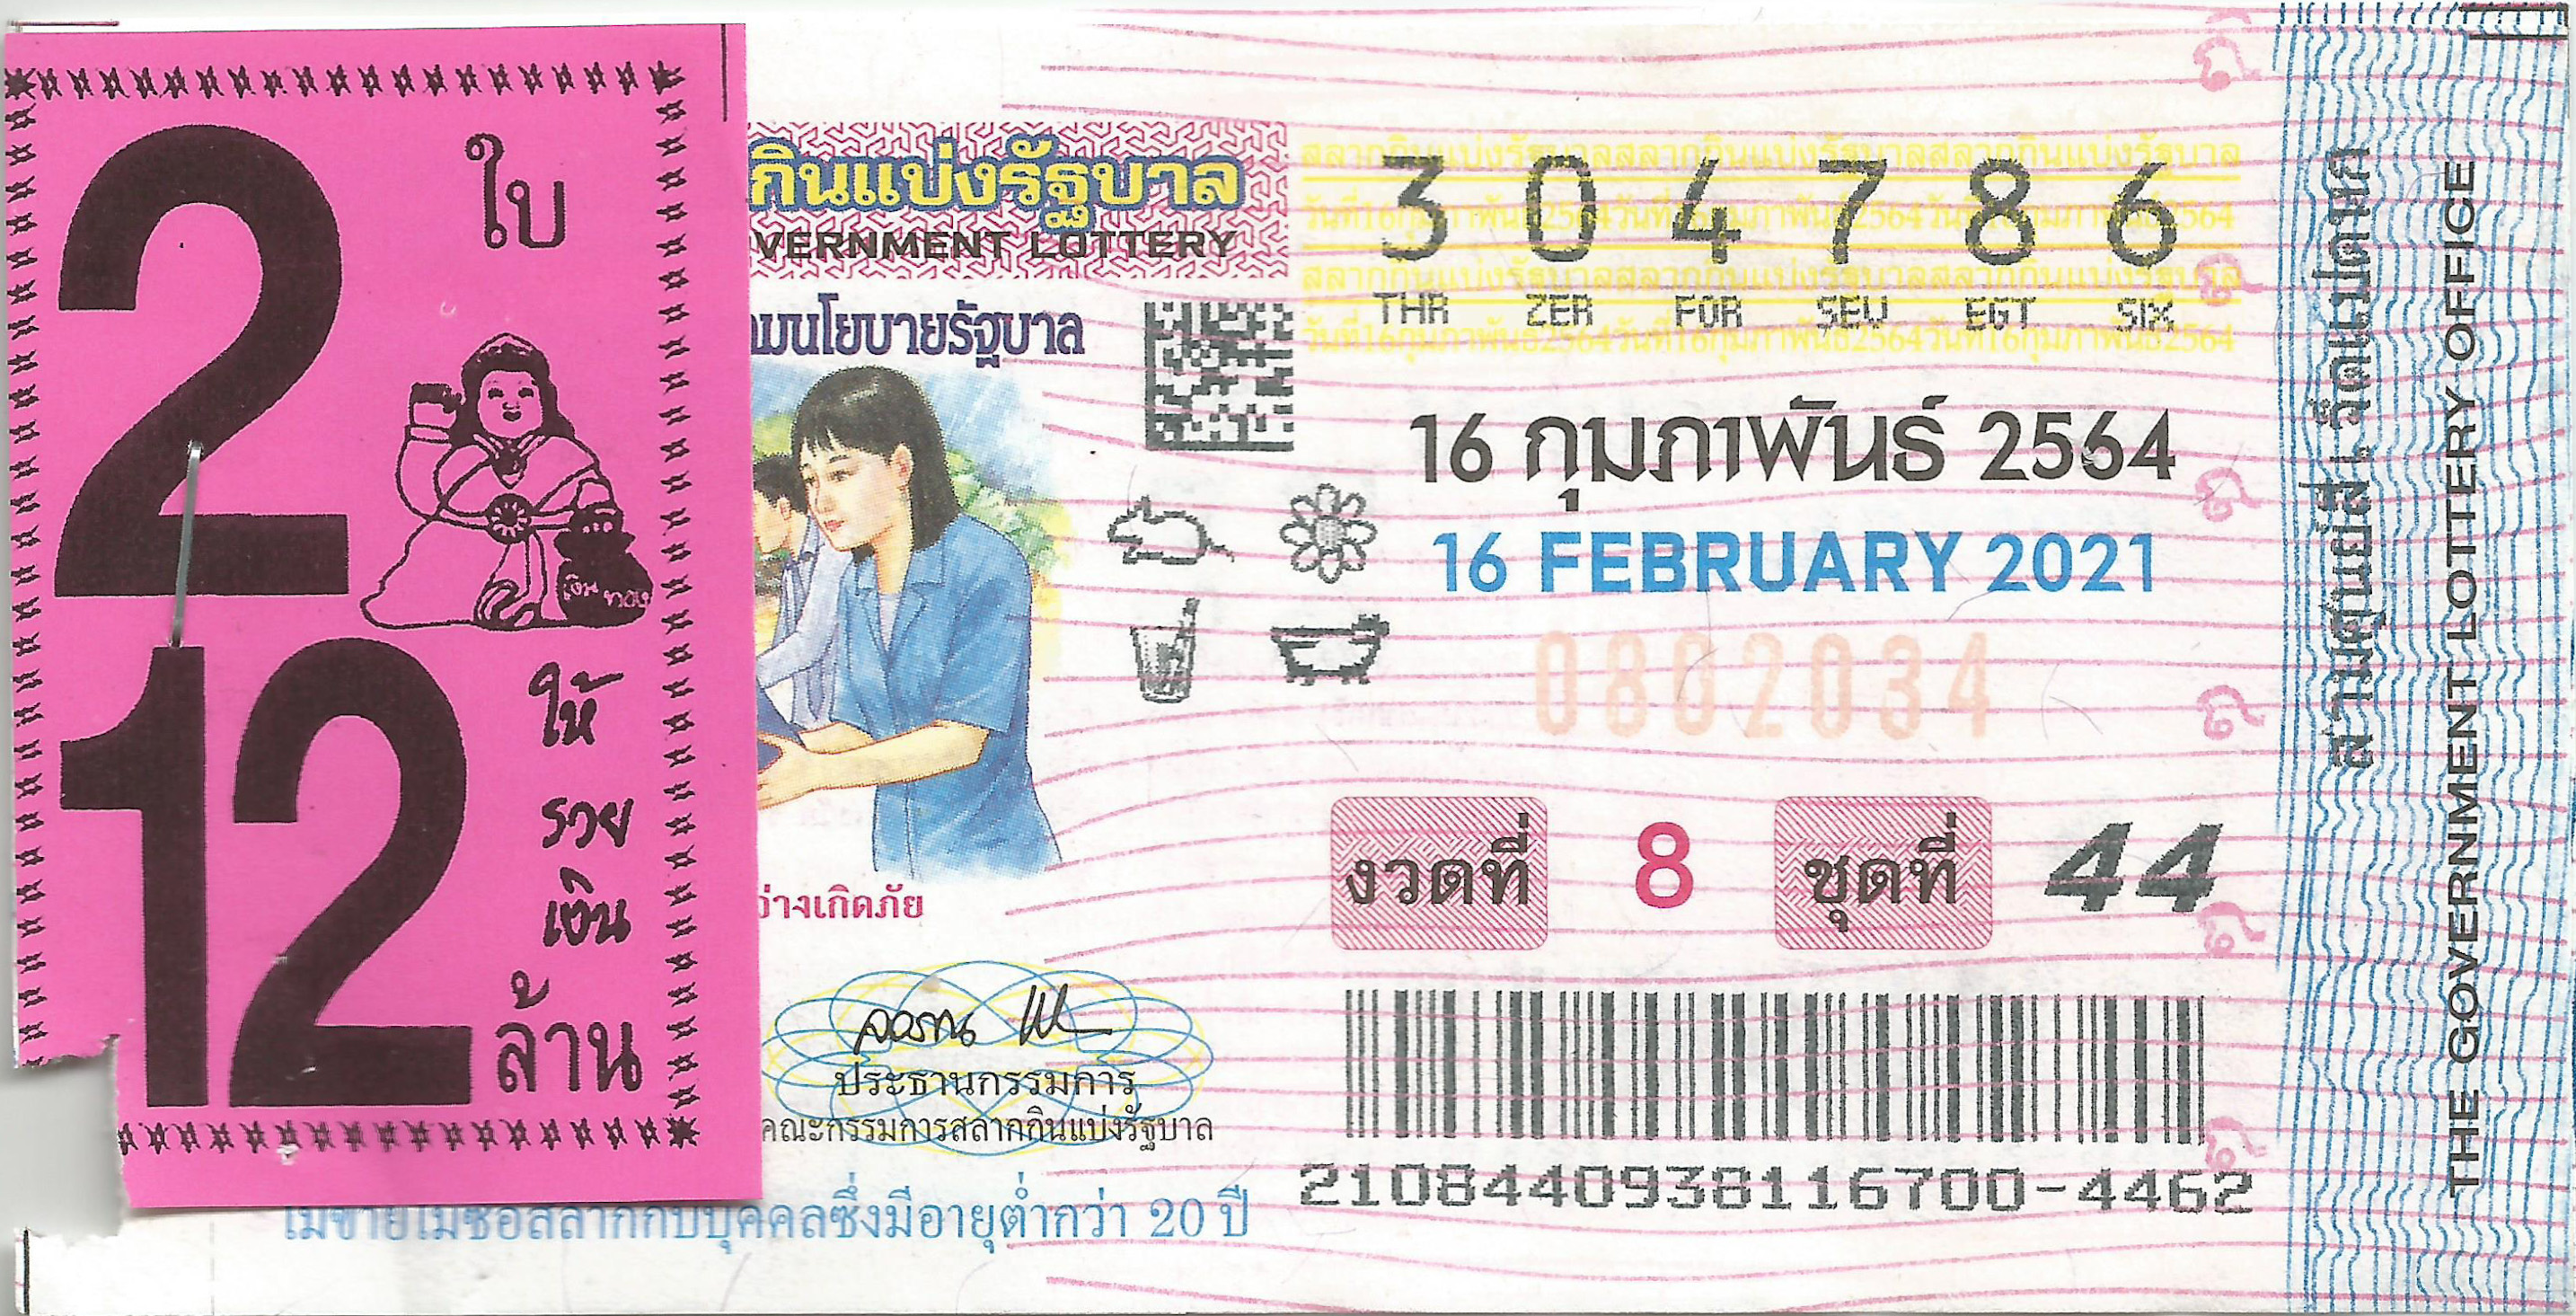 2 ใบ
เงิน ทอง
12 ให้
รวย
เงิน
ล้าน
กินแบ่งรัฐบาล
VERNMENT LOTTERY
มนโยบายรัฐบาล
ว่างเกิดภัย
ประธานกรรมการ
คณะกรรมการสลากกินแบ่งรัฐบาล
ไม่ขายไม่ซื้อสลากกับบุคคลซึ่งมีอายุต่ำกว่า 20 ปี
สลากกินแบ่งรัฐบาลสลากกินแบ่งรัฐบาลสลากกินแบ่งรัฐบาล
3 0 4 7 8 6
วันที่16กุมภาพันธ์2564วันที่16กุมภาพันธ์2564วันที่16กุมภาพันธ์2564
สลากกินแบ่งรัฐบาลสลากกินแบ่งรัฐบาลสลากกินแบ่งรัฐบาล
THR ZER FOR SEV EGT SIX
วันที่16กุมภาพันธ์2564วันที่16กุมภาพันธ์2564วันที่16กุมภาพันธ์2564
16 กุมภาพันธ์ 2564
16 FEBRUARY 2021
0802034
งวดที่ 8 ชุดที่ 44
2108440938116700-4462
สามศูนย์สี่ เจ็ดแปดหก
THE GOVERNMENT LOTTERY OFFICE